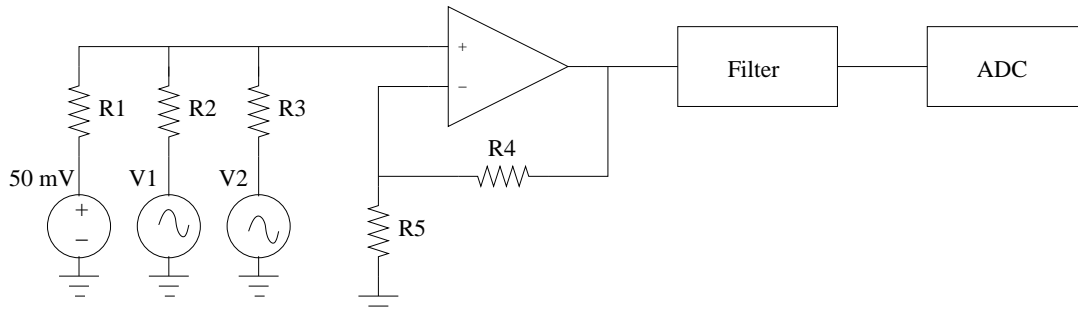 +
Filter
ADC
−
R1
R2
R3
R4
50 mV
V1
V2
+
−
R5